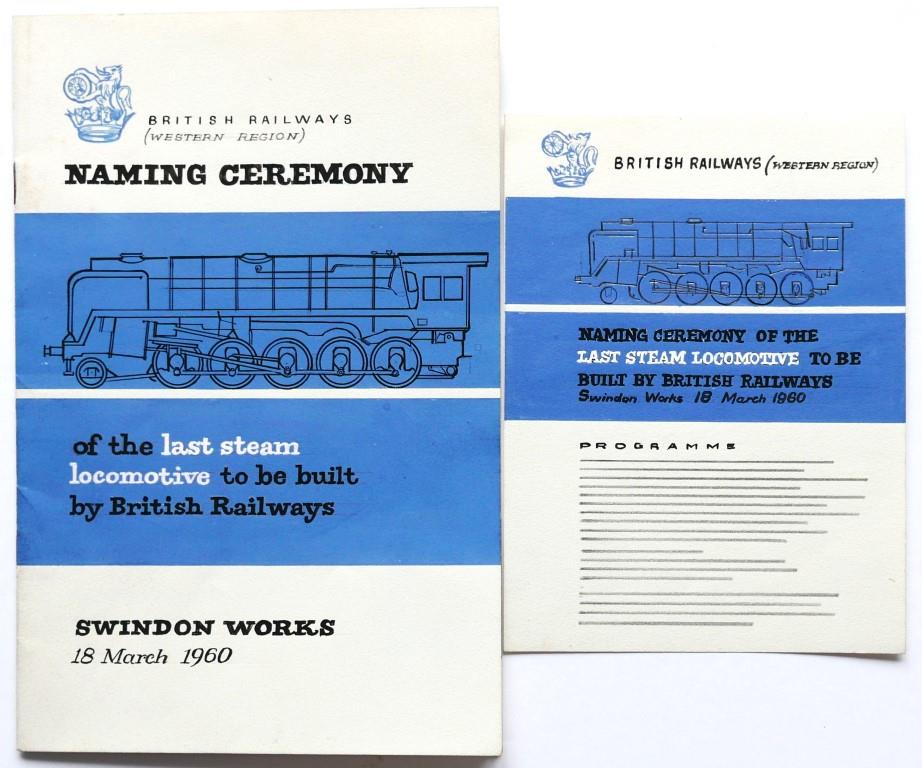 BRITISH RAILWAYS
(WESTERN REGION)
NAMING CEREMONY
of the last steam
locomotive to be built
by British Railways
SWINDON WORKS
18 March 1960
BRITISH RAILWAYS (WESTERN REGION)
NAMING CEREMONY OF THE
LAST STEAM LOCOMOTIVE TO BE
BUILT BY BRITISH RAILWAYS
Swindon Works 18 March 1960
PROGRAMME